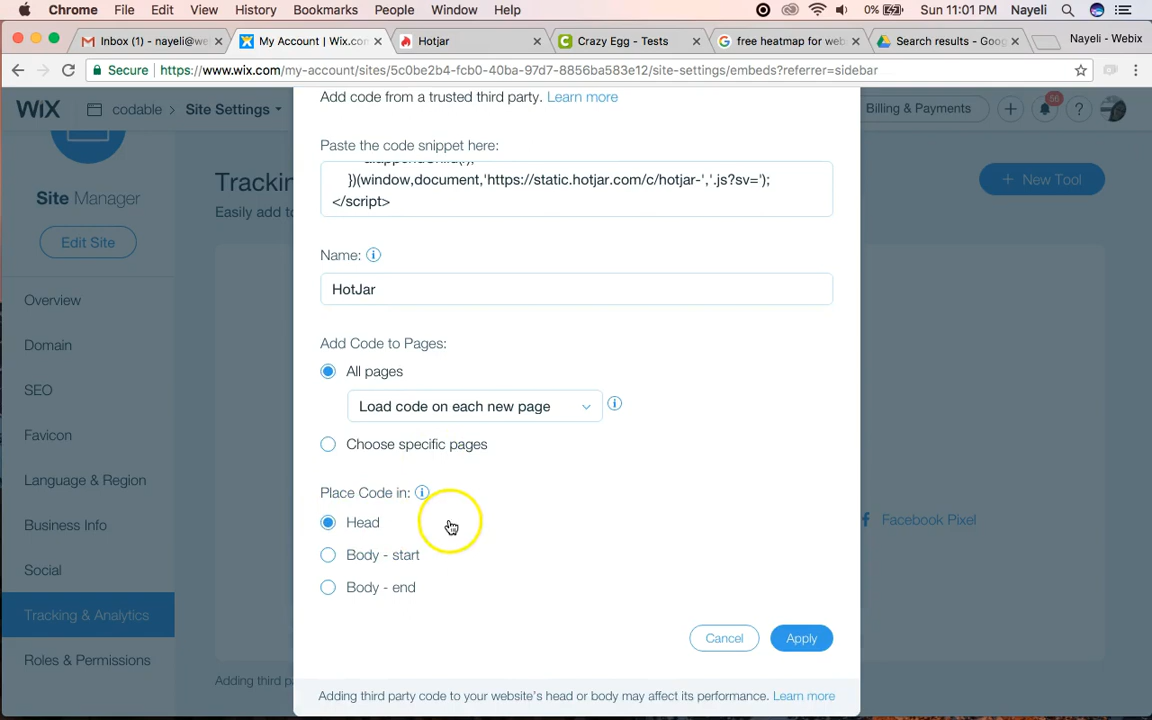 Chrome File Edit View History Bookmarks People Window Help 0% Sun 11:01 PM Nayeli
Inbox (1) - nayeli@we My Account | Wix.com Hotjar Crazy Egg - Tests free heatmap for web Search results - Goog Nayeli - Webix
Secure https://www.wix.com/my-account/sites/5c0be2b4-fcb0-40ba-97d7-8856ba583e12/site-settings/embeds?referrer=sidebar
WIX codable > Site Settings Billing & Payments 56 ?
Add code from a trusted third party. Learn more
Paste the code snippet here:
})(window,document,'https://static.hotjar.com/c/hotjar-','.js?sv=');
</script>
Name:
HotJar
Add Code to Pages:
All pages
Load code on each new page
Choose specific pages
Place Code in:
Head
Body - start
Body - end
Cancel Apply
Adding third party code to your website's head or body may affect its performance. Learn more
Site Manager
Edit Site
Overview
Domain
SEO
Favicon
Language & Region
Business Info
Social
Tracking & Analytics
Roles & Permissions
Easily add to
+ New Tool
Facebook Pixel
Adding third pa